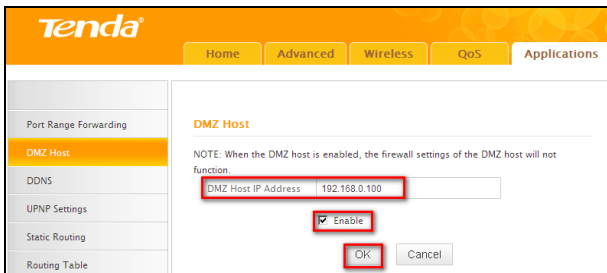 Tenda®
Home Advanced Wireless QoS Applications
Port Range Forwarding
DMZ Host
DDNS
UPNP Settings
Static Routing
Routing Table
DMZ Host
NOTE: When the DMZ host is enabled, the firewall settings of the DMZ host will not
function.
DMZ Host IP Address 192.168.0.100
Enable
OK Cancel